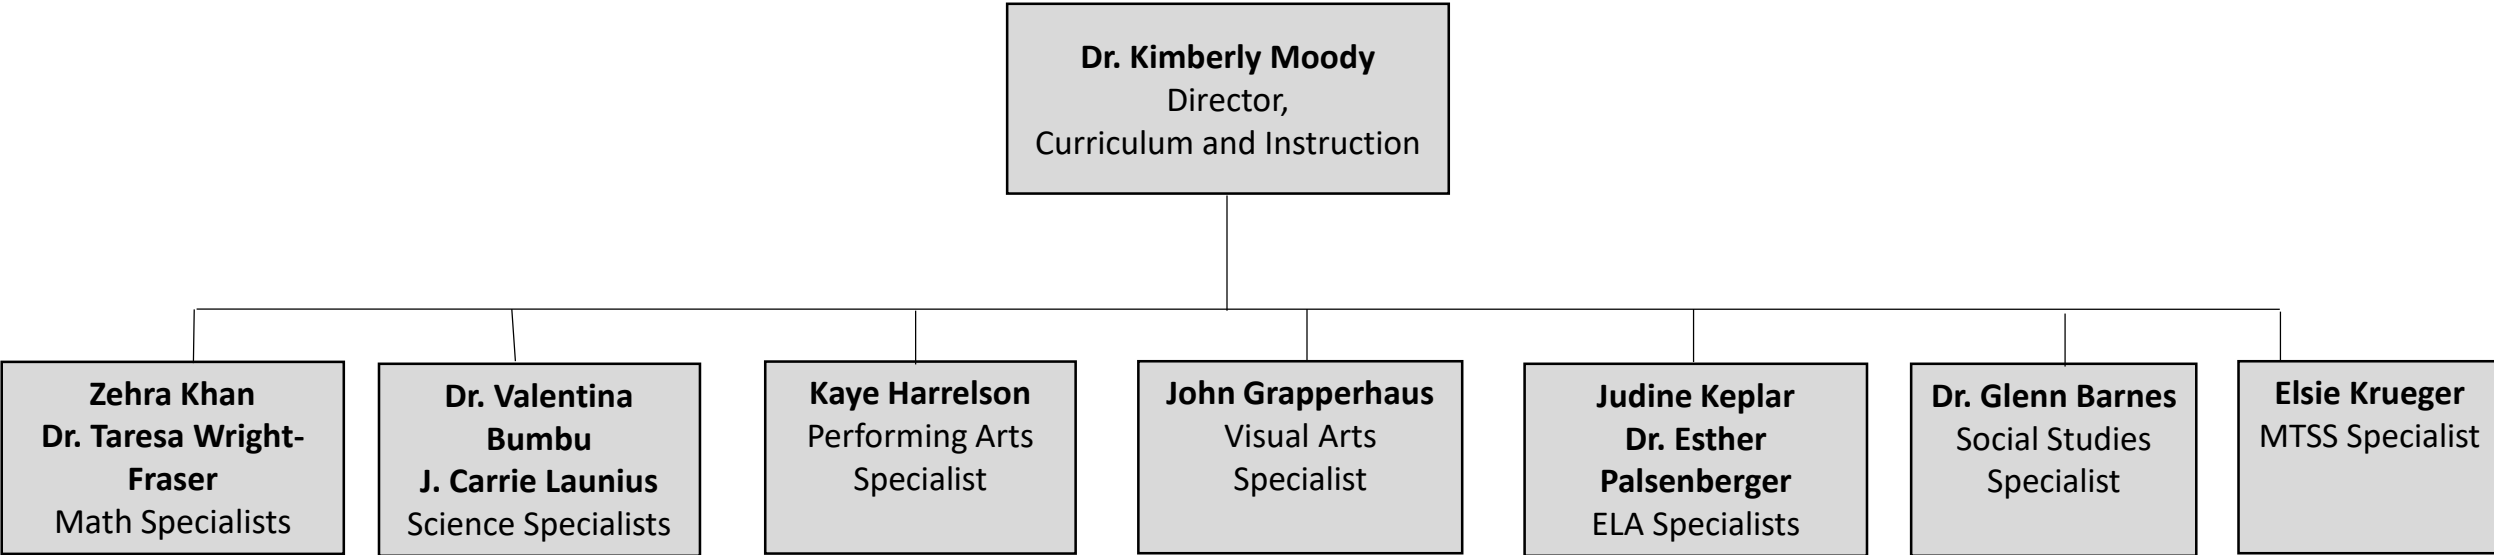 Dr. Kimberly Moody
Director,
Curriculum and Instruction
Zehra Khan
Dr. Taresa Wright-
Fraser
Math Specialists
Dr. Valentina
Bumbu
J. Carrie Launius
Science Specialists
Kaye Harrelson
Performing Arts
Specialist
John Grapperhaus
Visual Arts
Specialist
Judine Keplar
Dr. Esther
Palsenberger
ELA Specialists
Dr. Glenn Barnes
Social Studies
Specialist
Elsie Krueger
MTSS Specialist